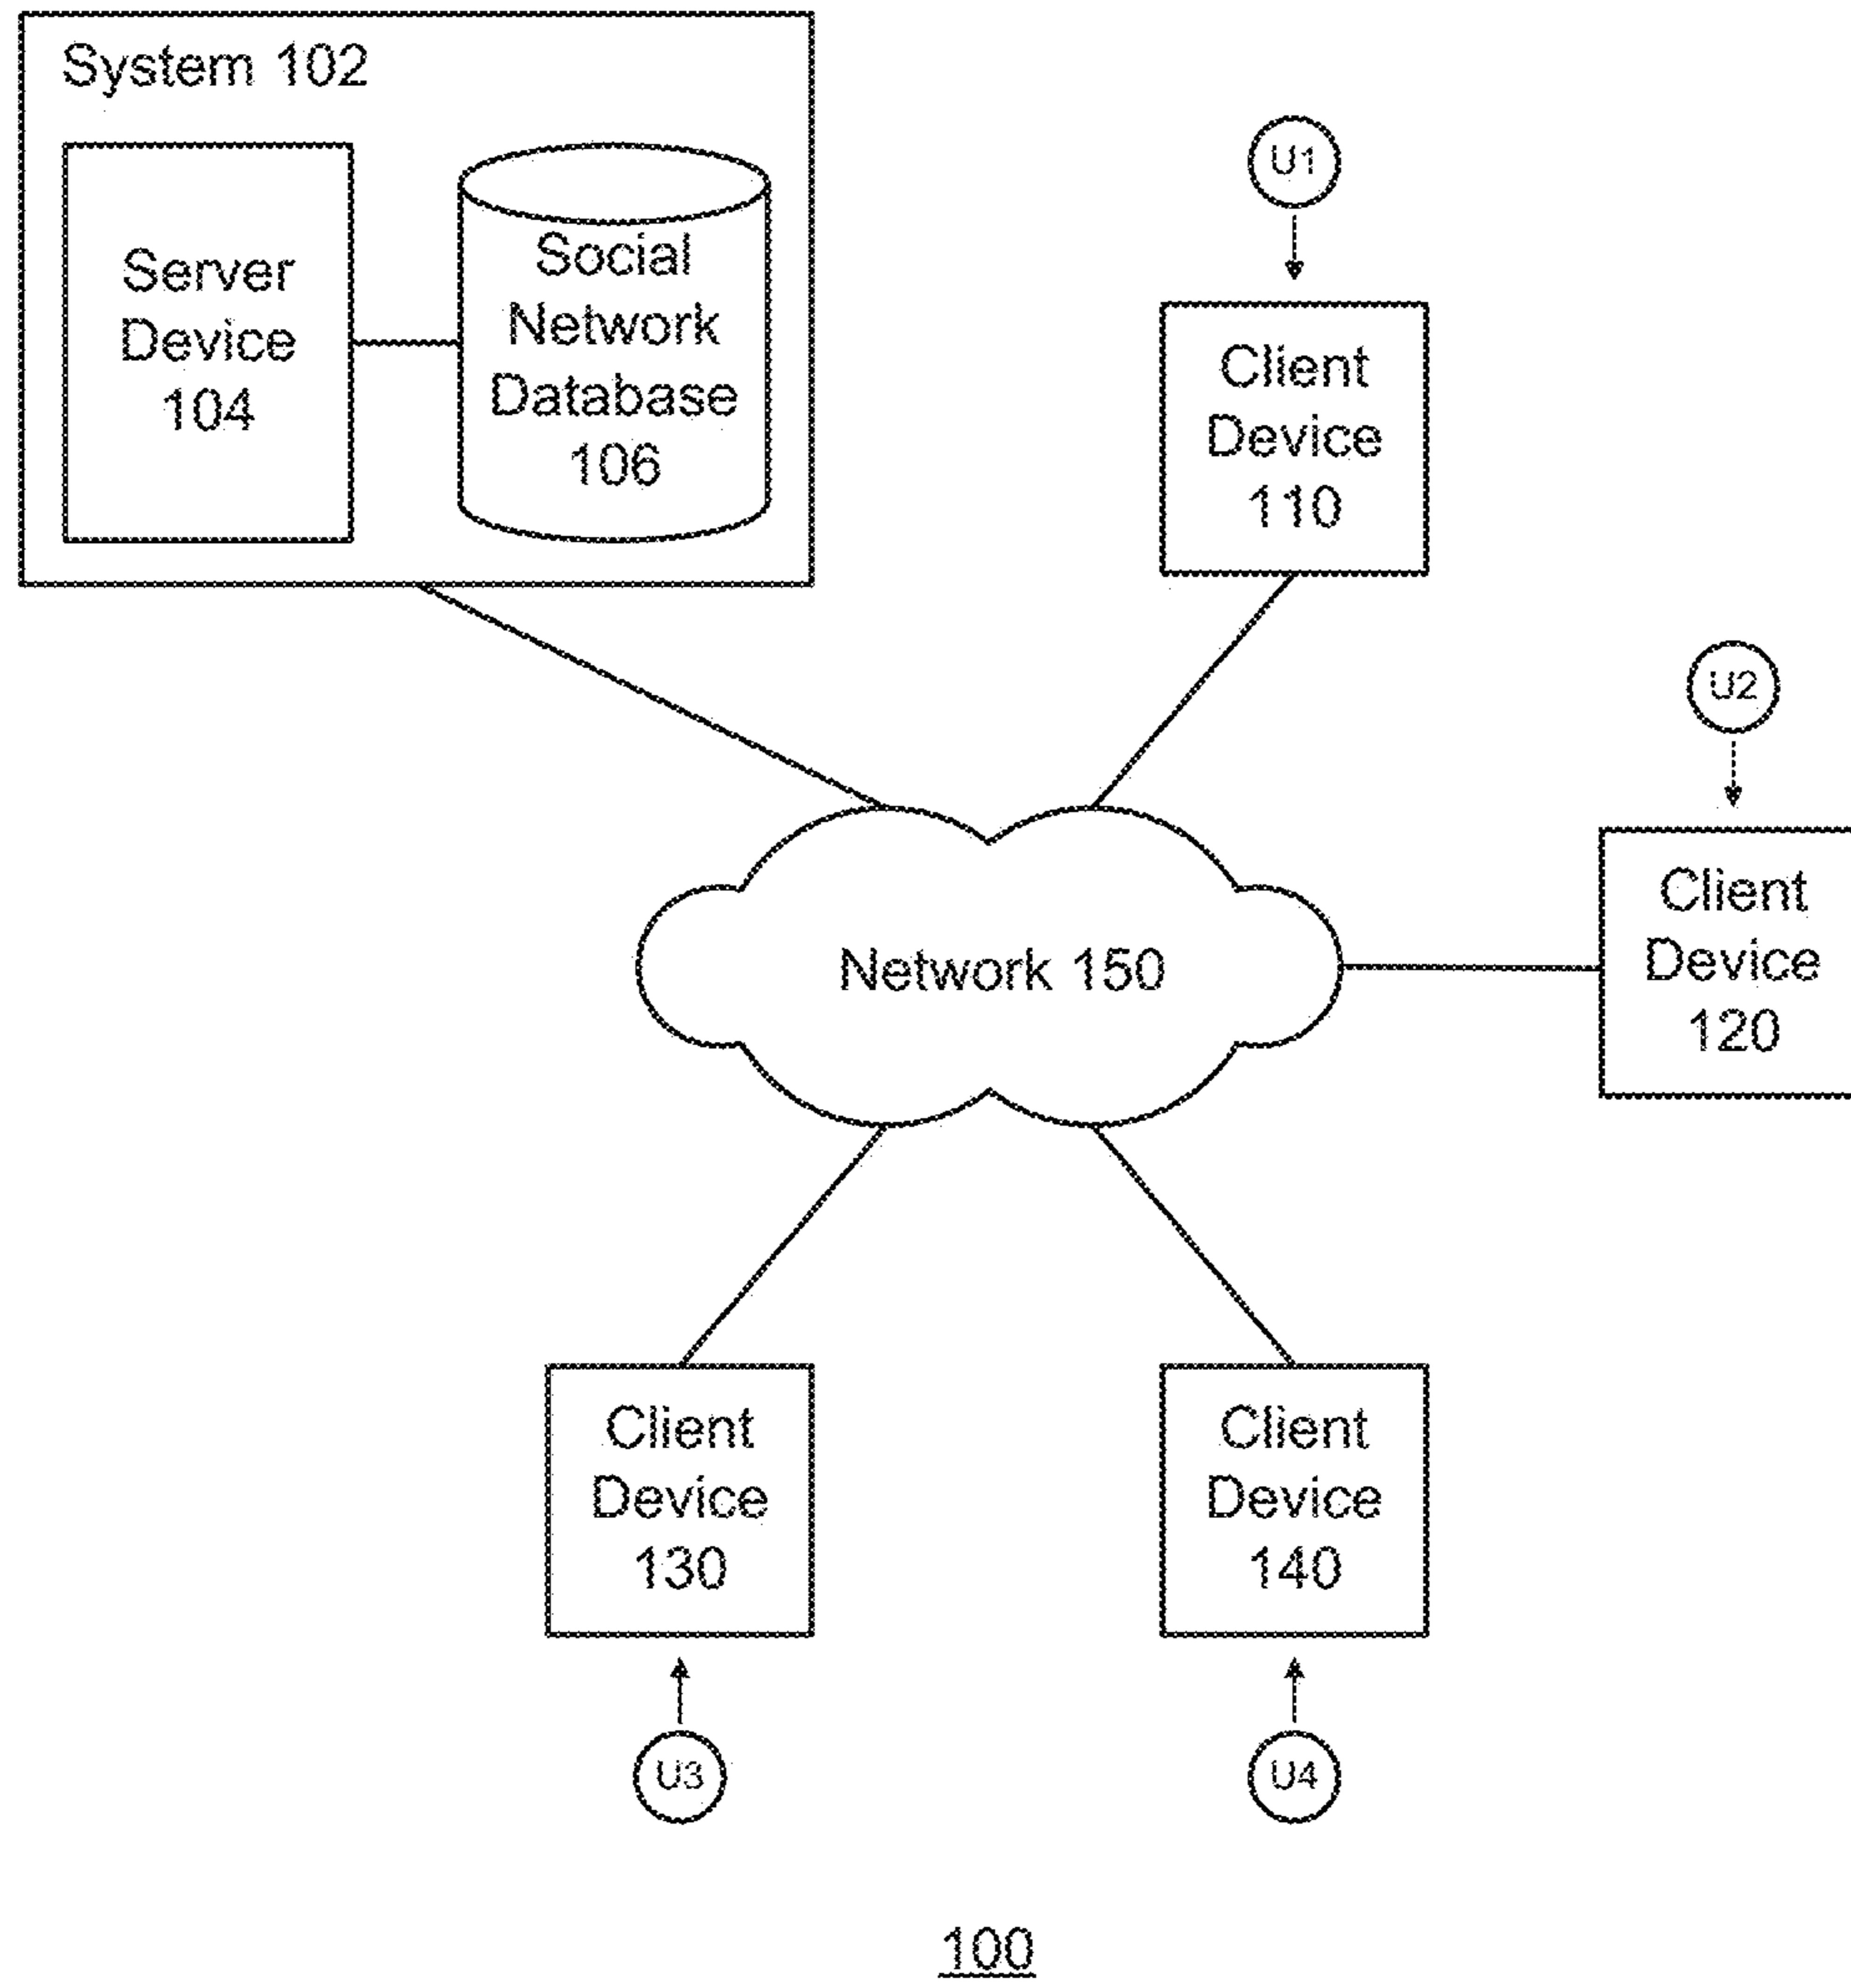 System 102
Server
Device
104
Social
Network
Database
106
U1
Client
Device
110
U2
Client
Device
120
Network 150
Client
Device
130
Client
Device
140
U3
U4
100